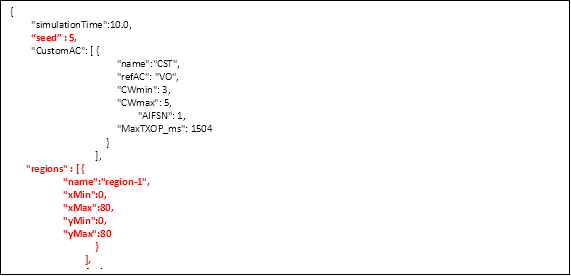 {
"simulationTime":10.0,
“seed” : 5,
"CustomAC": [ {
"name":"CST",
"refAC": "VO",
"CWmin": 3,
"CWmax": 5,
"AIFSN": 1,
"MaxTXOP_ms": 1504
}
],
"regions" : [ {
"name":"region-1",
"xMin":0,
"xMax":80,
"yMin":0,
"yMax":80
}
],